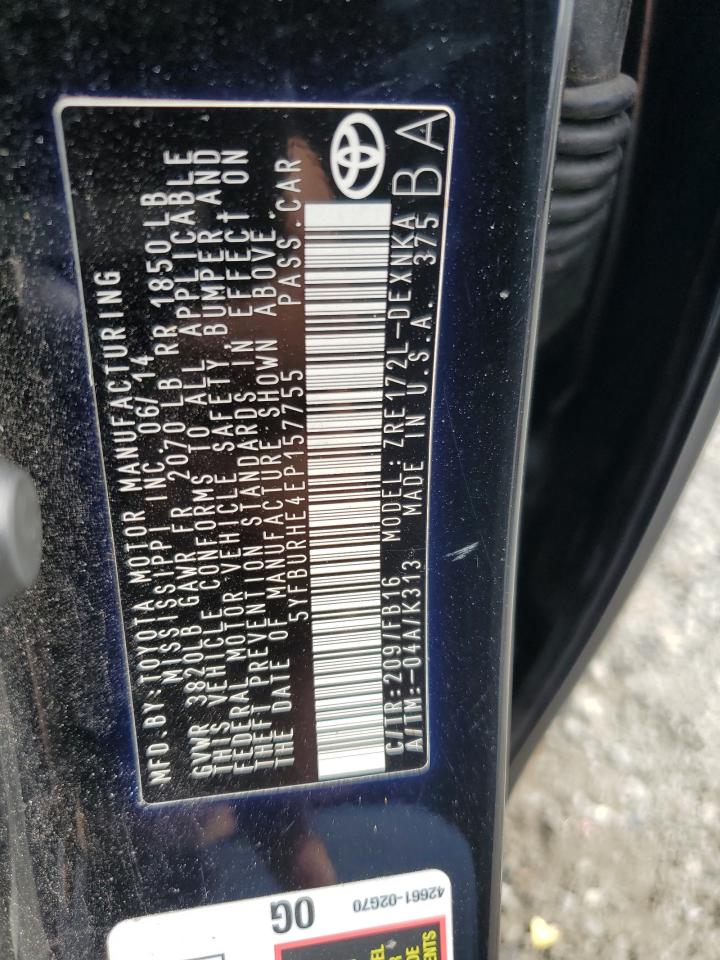 MFD.BY:TOYOTA MOTOR MANUFACTURING
MISSISSIPPI INC.06/14
GVWR 3820LB GAWR FR 2070LB RR 1850LB
THIS VEHICLE CONFORMS TO ALL APPLICABLE
FEDERAL MOTOR VEHICLE SAFETY,BUMPER AND
THEFT PREVENTION STANDARDS IN EFFECT ON
THE DATE OF MANUFACTURE SHOWN ABOVE.
5YFBURHE4EP157755 PASS.CAR
C/TR:209/FB16 MODEL:ZRE172L-DEXNKA
A/TM:-04A/K313 MADE IN U.S.A. 375
BA
42661-02G70
0G